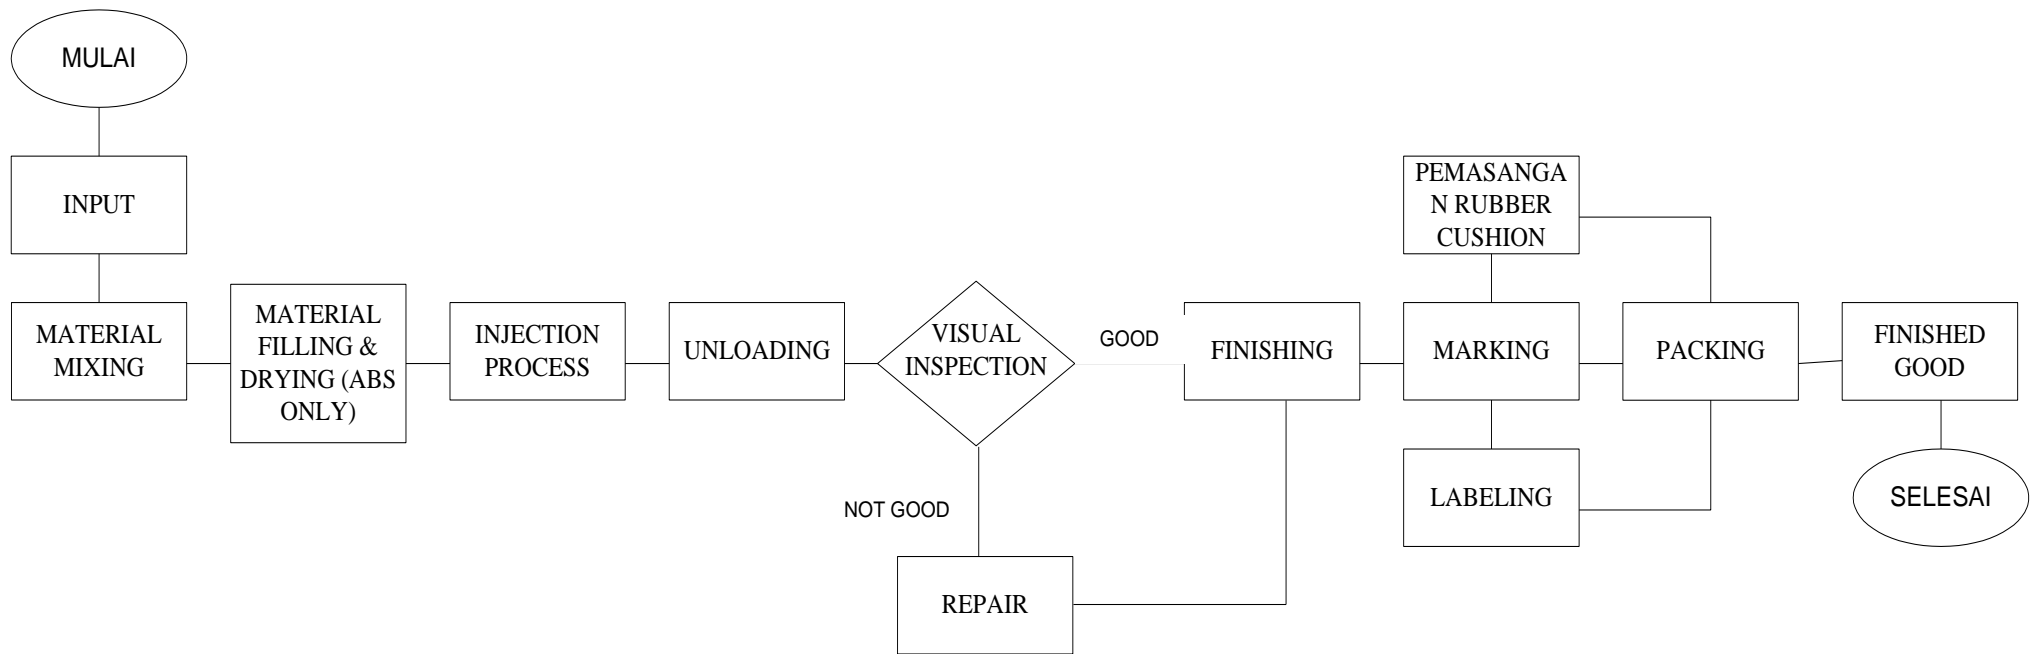 MULAI
INPUT
MATERIAL
MIXING
MATERIAL
FILLING &
DRYING (ABS
ONLY)
INJECTION
PROCESS
UNLOADING
VISUAL
INSPECTION
GOOD
NOT GOOD
REPAIR
FINISHING
PEMASANGA
N RUBBER
CUSHION
MARKING
LABELING
PACKING
FINISHED
GOOD
SELESAI